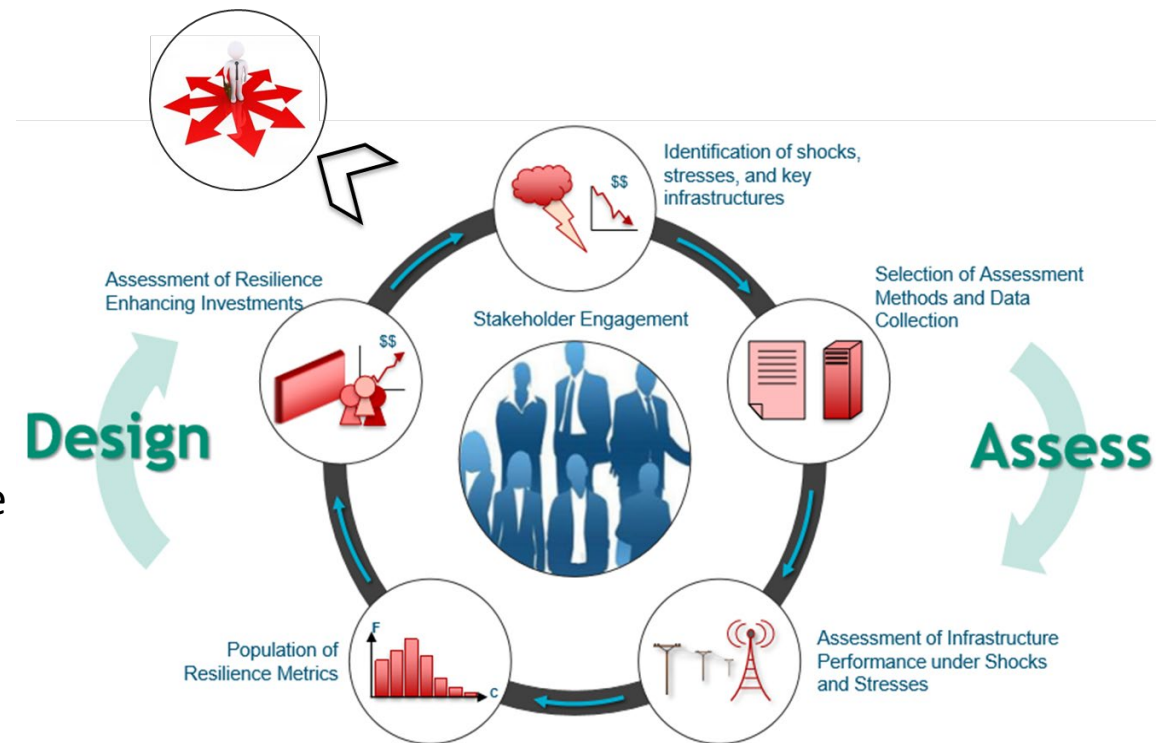 Identification of shocks,
stresses, and key
infrastructures
$$
Assessment of Resilience
Enhancing Investments
$$
Stakeholder Engagement
Selection of Assessment
Methods and Data
Collection
Design
Assess
e
Population of
Resilience Metrics
F
C
Assessment of Infrastructure
Performance under Shocks
and Stresses